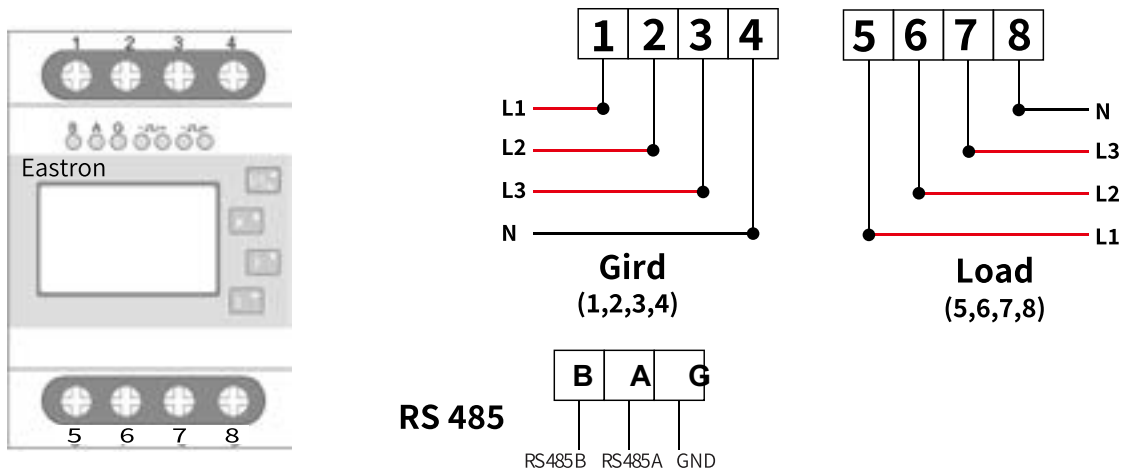 1 2 3 4
B A G
Eastron
5 6 7 8
1 2 3 4
L1
L2
L3
N
Gird
(1,2,3,4)
5 6 7 8
N
L3
L2
L1
Load
(5,6,7,8)
RS 485
B A G
RS485B RS485A GND